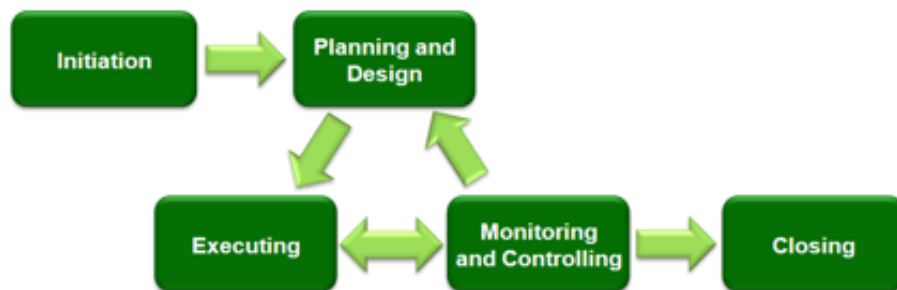 Initiation
Planning and
Design
Executing
Monitoring
and Controlling
Closing